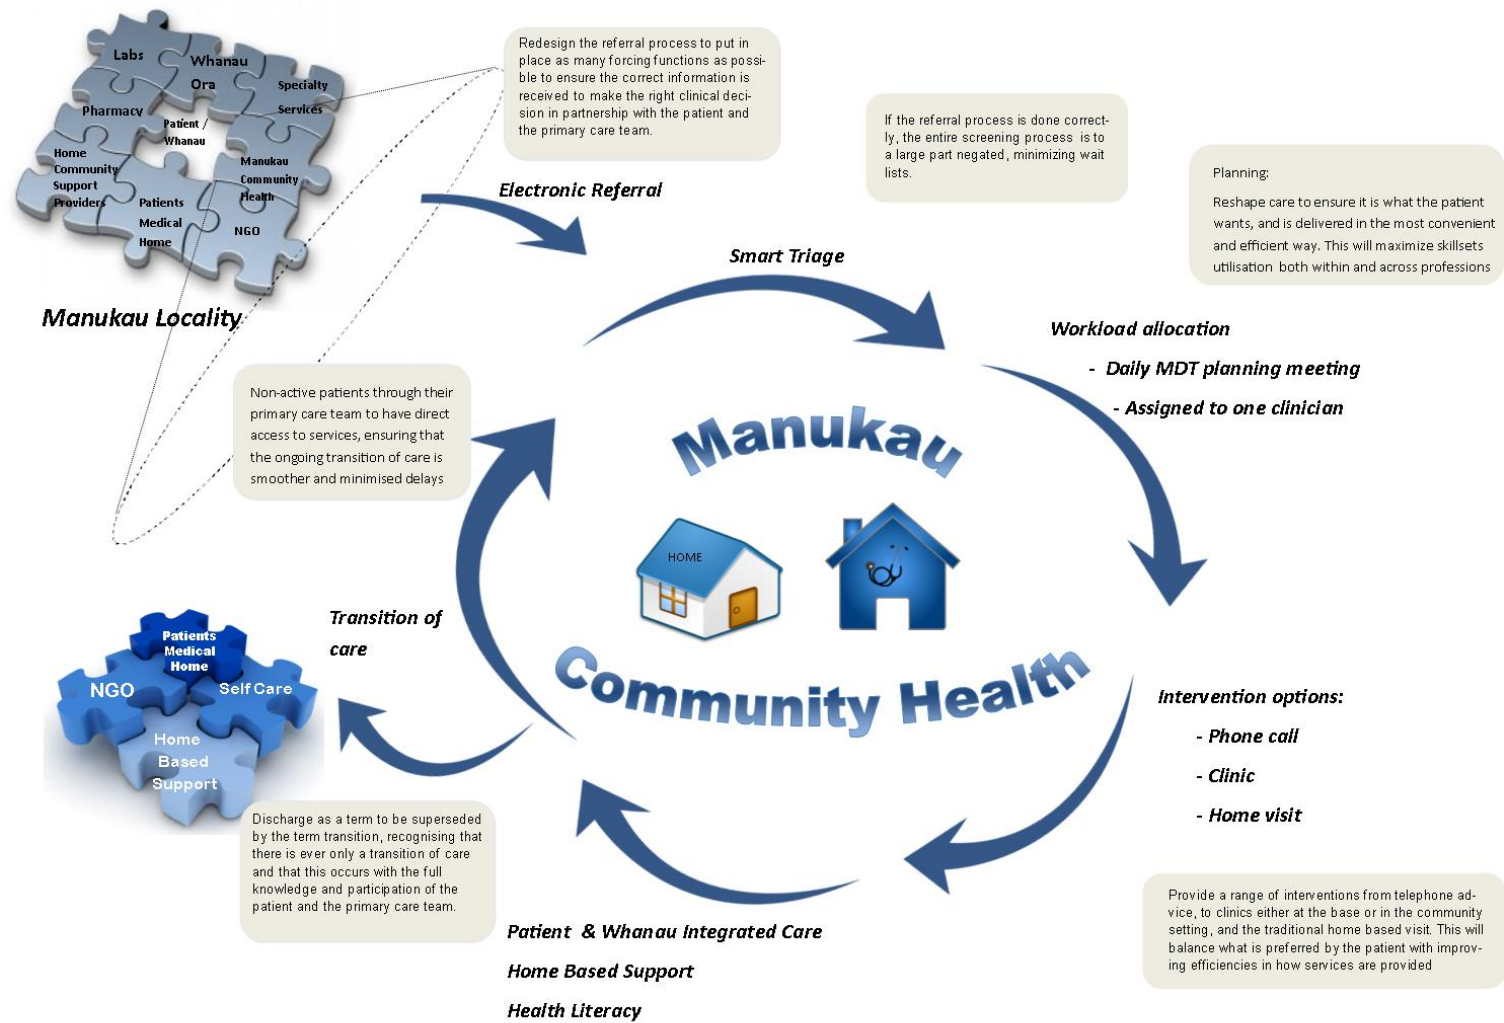 Labs
Whanau
Ora
Specialty
Services
Pharmacy
Patient /
Whanau
Home
Community
Support
Providers
Manukau
Community
Health
Patients
Medical
Home
NGO
Manukau Locality
Redesign the referral process to put in
place as many forcing functions as possi-
ble to ensure the correct information is
received to make the right clinical deci-
sion in partnership with the patient and
the primary care team.
Electronic Referral
If the referral process is done correct-
ly, the entire screening process is to
a large part negated, minimizing wait
lists.
Smart Triage
Planning:
Reshape care to ensure it is what the patient
wants, and is delivered in the most convenient
and efficient way. This will maximize skillsets
utilisation both within and across professions
Workload allocation
- Daily MDT planning meeting
- Assigned to one clinician
Non-active patients through their
primary care team to have direct
access to services, ensuring that
the ongoing transition of care is
smoother and minimised delays
Manukau
HOME
Community Health
Transition of
care
Patients
Medical
Home
NGO
Self Care
Home
Based
Support
Intervention options:
- Phone call
- Clinic
- Home visit
Discharge as a term to be superseded
by the term transition, recognising that
there is ever only a transition of care
and that this occurs with the full
knowledge and participation of the
patient and the primary care team.
Provide a range of interventions from telephone ad-
vice, to clinics either at the base or in the community
setting, and the traditional home based visit. This will
balance what is preferred by the patient with improv-
ing efficiencies in how services are provided
Patient & Whanau Integrated Care
Home Based Support
Health Literacy